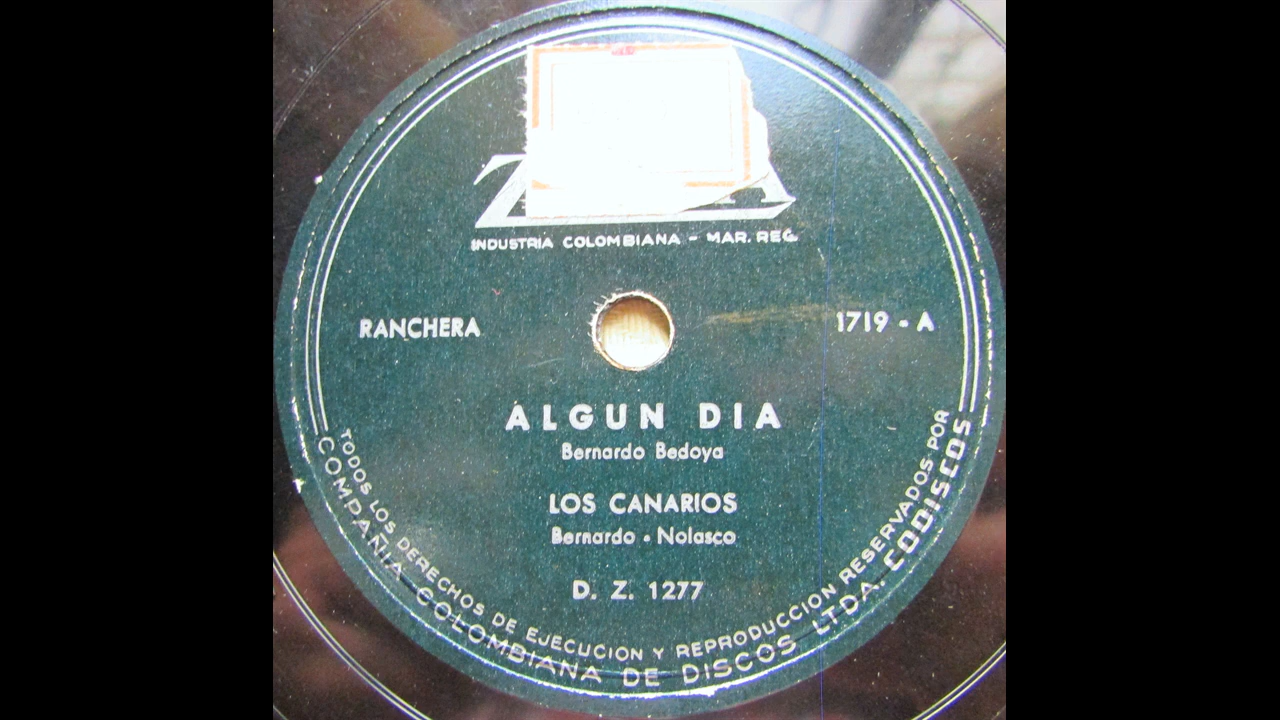 INDUSTRIA COLOMBIANA - MAR. REG.
RANCHERA
1719 - A
ALGUN DIA
Bernardo Bedoya
LOS CANARIOS
Bernardo - Nolasco
D. Z. 1277
TODOS LOS DERECHOS DE EJECUCION Y REPRODUCCION RESERVADOS POR
COMPAÑIA COLOMBIANA DE DISCOS LTDA. CODISCOS